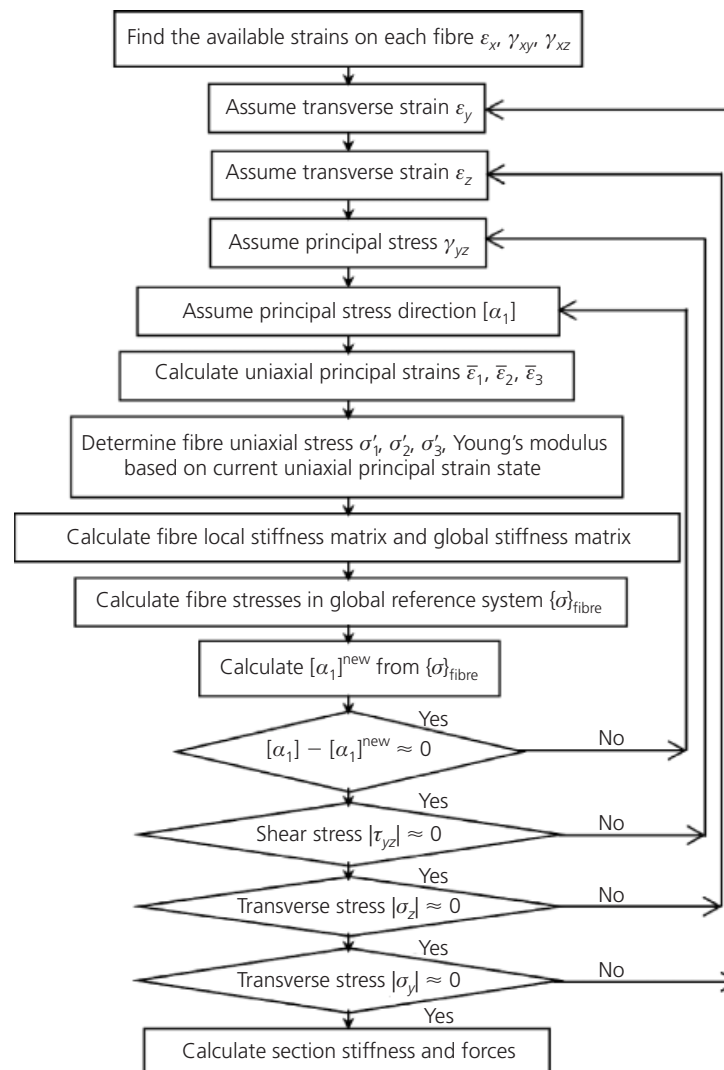 Find the available strains on each fibre εx, γxy, γxz
Assume transverse strain εy
Assume transverse strain εz
Assume principal stress γyz
Assume principal stress direction [α1]
Calculate uniaxial principal strains ε̅1, ε̅2, ε̅3
Determine fibre uniaxial stress σ′1, σ′2, σ′3, Young's modulus
based on current uniaxial principal strain state
Calculate fibre local stiffness matrix and global stiffness matrix
Calculate fibre stresses in global reference system {σ}fibre
Calculate [α1]new from {σ}fibre
Yes
[α1] − [α1]new ≈ 0
No
Yes
Shear stress |τyz| ≈ 0
No
Yes
Transverse stress |σz| ≈ 0
No
Yes
Transverse stress |σy| ≈ 0
No
Yes
Calculate section stiffness and forces